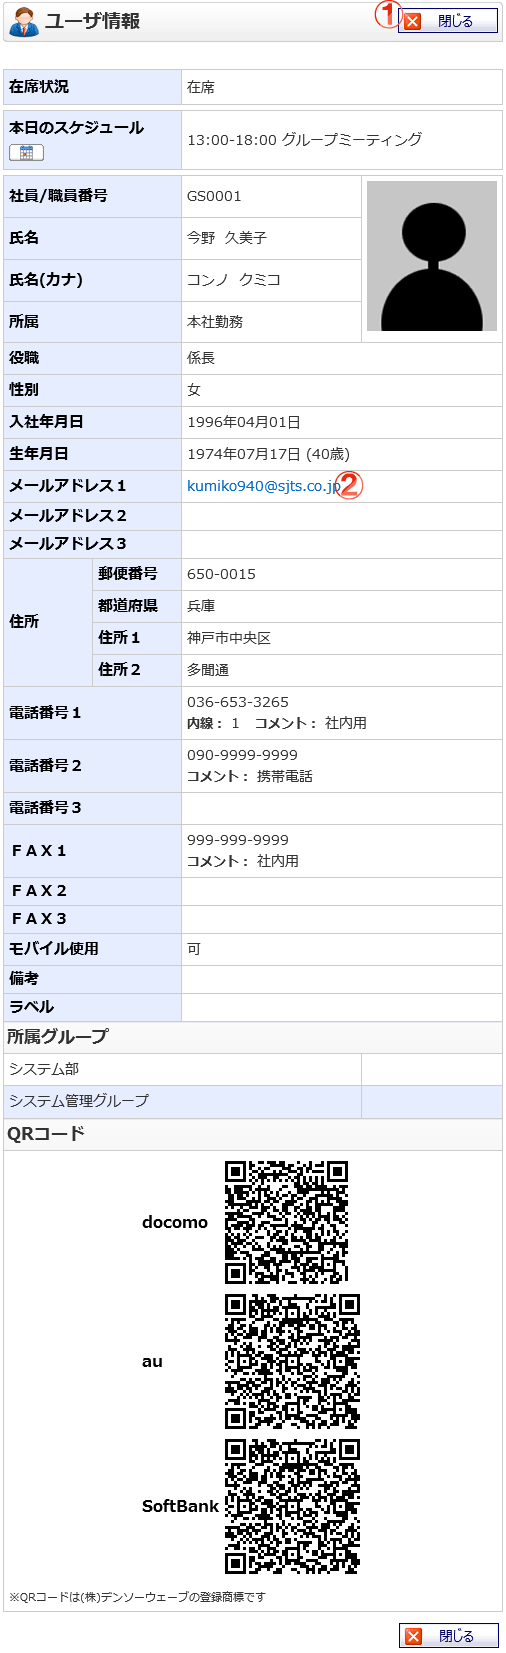 ユーザ情報 ① 閉じる
在席状況 在席
本日のスケジュール 13:00-18:00 グループミーティング
社員/職員番号 GS0001
氏名 今野 久美子
氏名(カナ) コンノ クミコ
所属 本社勤務
役職 係長
性別 女
入社年月日 1996年04月01日
生年月日 1974年07月17日 (40歳)
メールアドレス１ kumiko940@sjts.co.jp ②
メールアドレス２
メールアドレス３
住所 郵便番号 650-0015
都道府県 兵庫
住所１ 神戸市中央区
住所２ 多聞通
電話番号１ 036-653-3265
内線： 1 コメント： 社内用
電話番号２ 090-9999-9999
コメント： 携帯電話
電話番号３
ＦＡＸ１ 999-999-9999
コメント： 社内用
ＦＡＸ２
ＦＡＸ３
モバイル使用 可
備考
ラベル
所属グループ
システム部
システム管理グループ
QRコード
docomo
au
SoftBank
※QRコードは(株)デンソーウェーブの登録商標です
閉じる